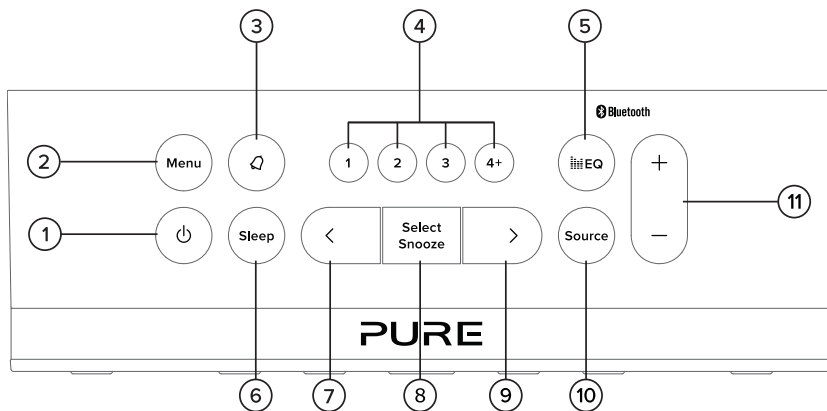 3
4
5
Bluetooth
2
Menu
1
2
3
4+
EQ
11
1
Sleep
<
Select
Snooze
>
Source
+
—
PURE
6
7
8
9
10